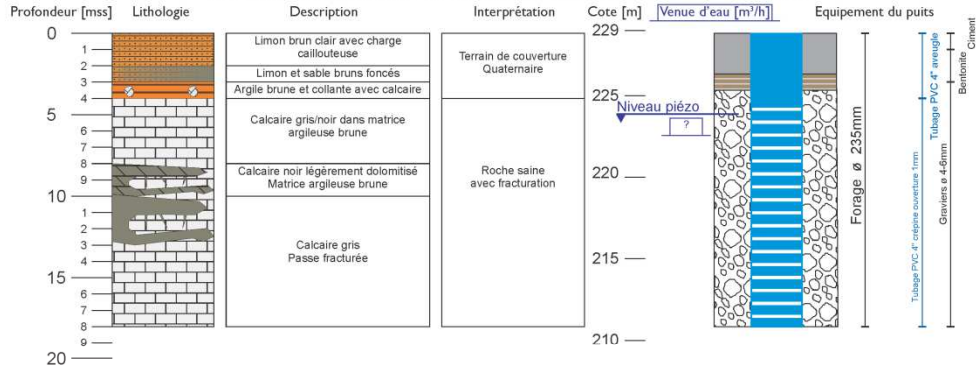 Profondeur [mss]
Lithologie
Description
Interprétation
Cote [m]
Venue d'eau [m³/h]
Equipement du puits
0
1
2
3
4
5
6
7
8
9
10
1
2
3
4
15
6
7
8
9
20
Limon brun clair avec charge
caillouteuse
Limon et sable bruns foncés
Argile brune et collante avec calcaire
Calcaire gris/noir dans matrice
argileuse brune
Calcaire noir légèrement dolomitisé
Matrice argileuse brune
Calcaire gris
Passe fracturée
Terrain de couverture
Quaternaire
Roche saine
avec fracturation
229
225
220
215
210
Niveau piézo
?
Forage ø 235mm
Tubage PVC 4" crépine ouverture 1mm
Tubage PVC 4" aveugle
Graviers ø 4-6mm
Bentonite
Ciment